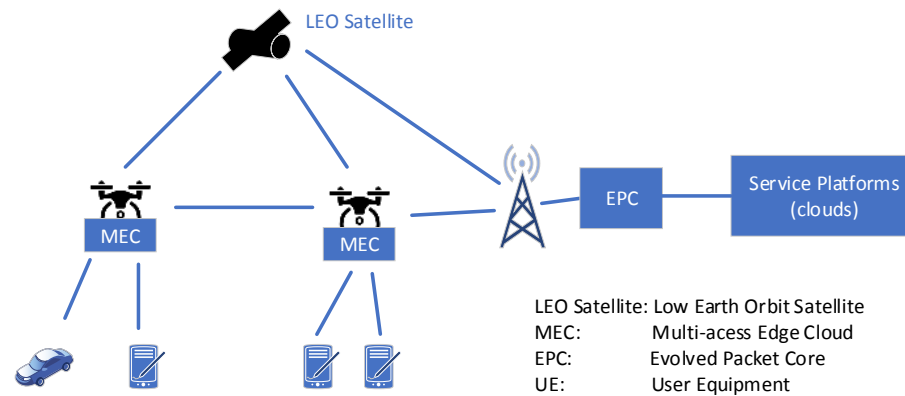 LEO Satellite
MEC
MEC
EPC
Service Platforms
(clouds)
LEO Satellite: Low Earth Orbit Satellite
MEC: Multi-acess Edge Cloud
EPC: Evolved Packet Core
UE: User Equipment